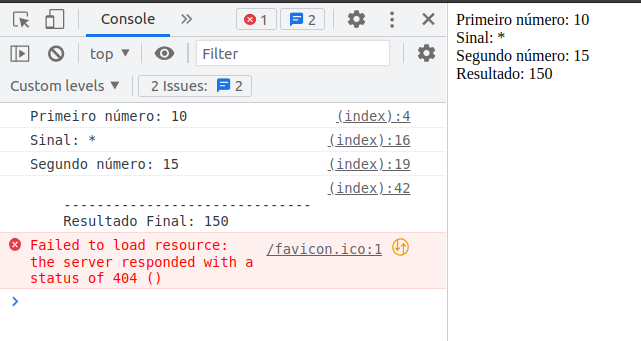 Console » 1 2
top Filter
Custom levels 2 Issues: 2
Primeiro número: 10 (index):4
Sinal: * (index):16
Segundo número: 15 (index):19
(index):42
------------------------------
Resultado Final: 150
Failed to load resource: /favicon.ico:1
the server responded with a
status of 404 ()
>
Primeiro número: 10
Sinal: *
Segundo número: 15
Resultado: 150